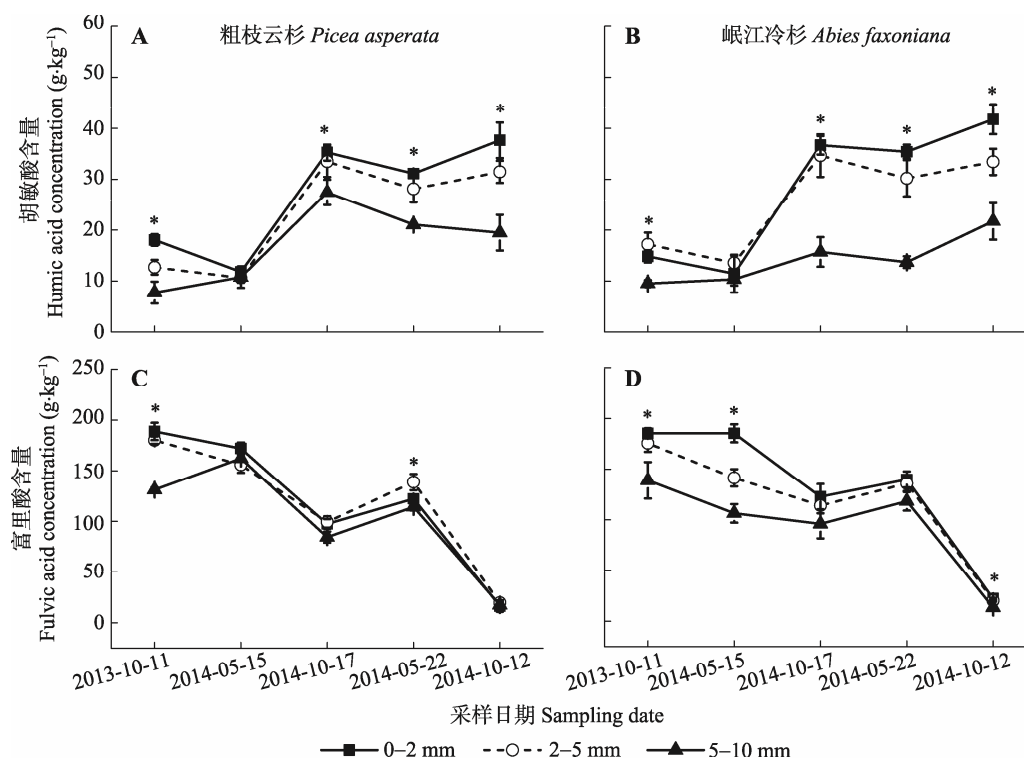 A 粗枝云杉 Picea asperata
B 岷江冷杉 Abies faxoniana
胡敏酸含量
Humic acid concentration (g·kg⁻¹)
60
50
40
30
20
10
0
* * * *
* * * *
C
D
富里酸含量
Fulvic acid concentration (g·kg⁻¹)
250
200
150
100
50
0
* *
* * *
2013-10-11 2014-05-15 2014-10-17 2014-05-22 2014-10-12
2013-10-11 2014-05-15 2014-10-17 2014-05-22 2014-10-12
采样日期 Sampling date
0–2 mm 2–5 mm 5–10 mm